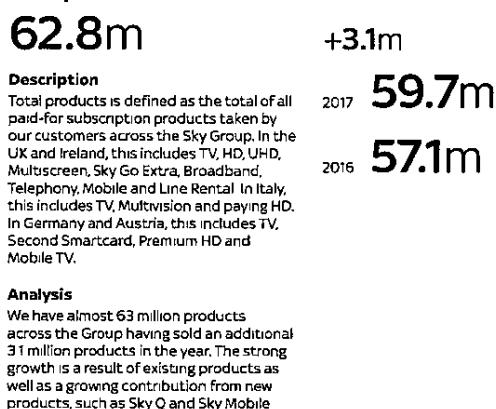 62.8m
Description
Total products is defined as the total of all
paid-for subscription products taken by
our customers across the Sky Group. In the
UK and Ireland, this includes TV, HD, UHD,
Multiscreen, Sky Go Extra, Broadband,
Telephony, Mobile and Line Rental In Italy,
this includes TV, Multivision and paying HD.
In Germany and Austria, this includes TV,
Second Smartcard, Premium HD and
Mobile TV.
Analysis
We have almost 63 million products
across the Group having sold an additional
3 1 million products in the year. The strong
growth is a result of existing products as
well as a growing contribution from new
products, such as Sky Q and Sky Mobile
+3.1m
2017 59.7m
2016 57.1m